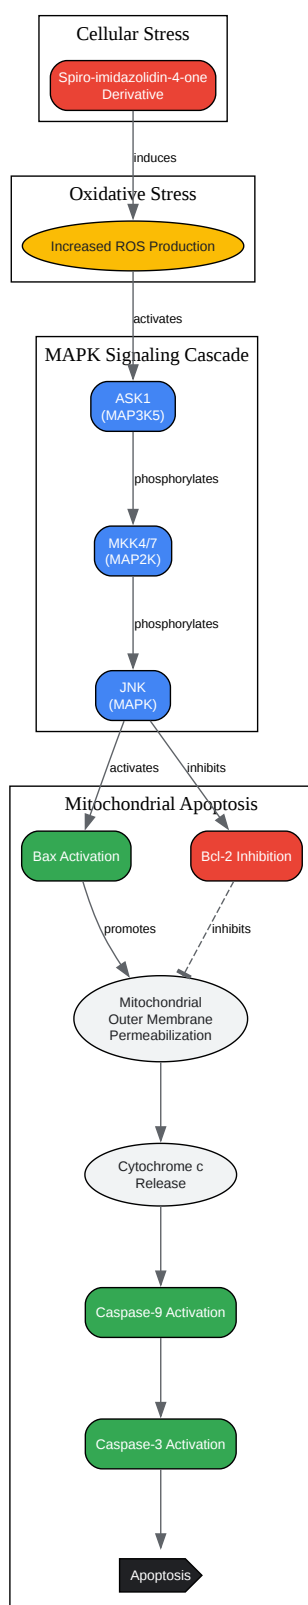 Cellular Stress
Spiro-imidazolidin-4-one
Derivative
induces
Oxidative Stress
Increased ROS Production
activates
MAPK Signaling Cascade
ASK1
(MAP3K5)
phosphorylates
MKK4/7
(MAP2K)
phosphorylates
JNK
(MAPK)
activates
inhibits
Mitochondrial Apoptosis
Bax Activation
Bcl-2 Inhibition
promotes
inhibits
Mitochondrial
Outer Membrane
Permeabilization
Cytochrome c
Release
Caspase-9 Activation
Caspase-3 Activation
Apoptosis